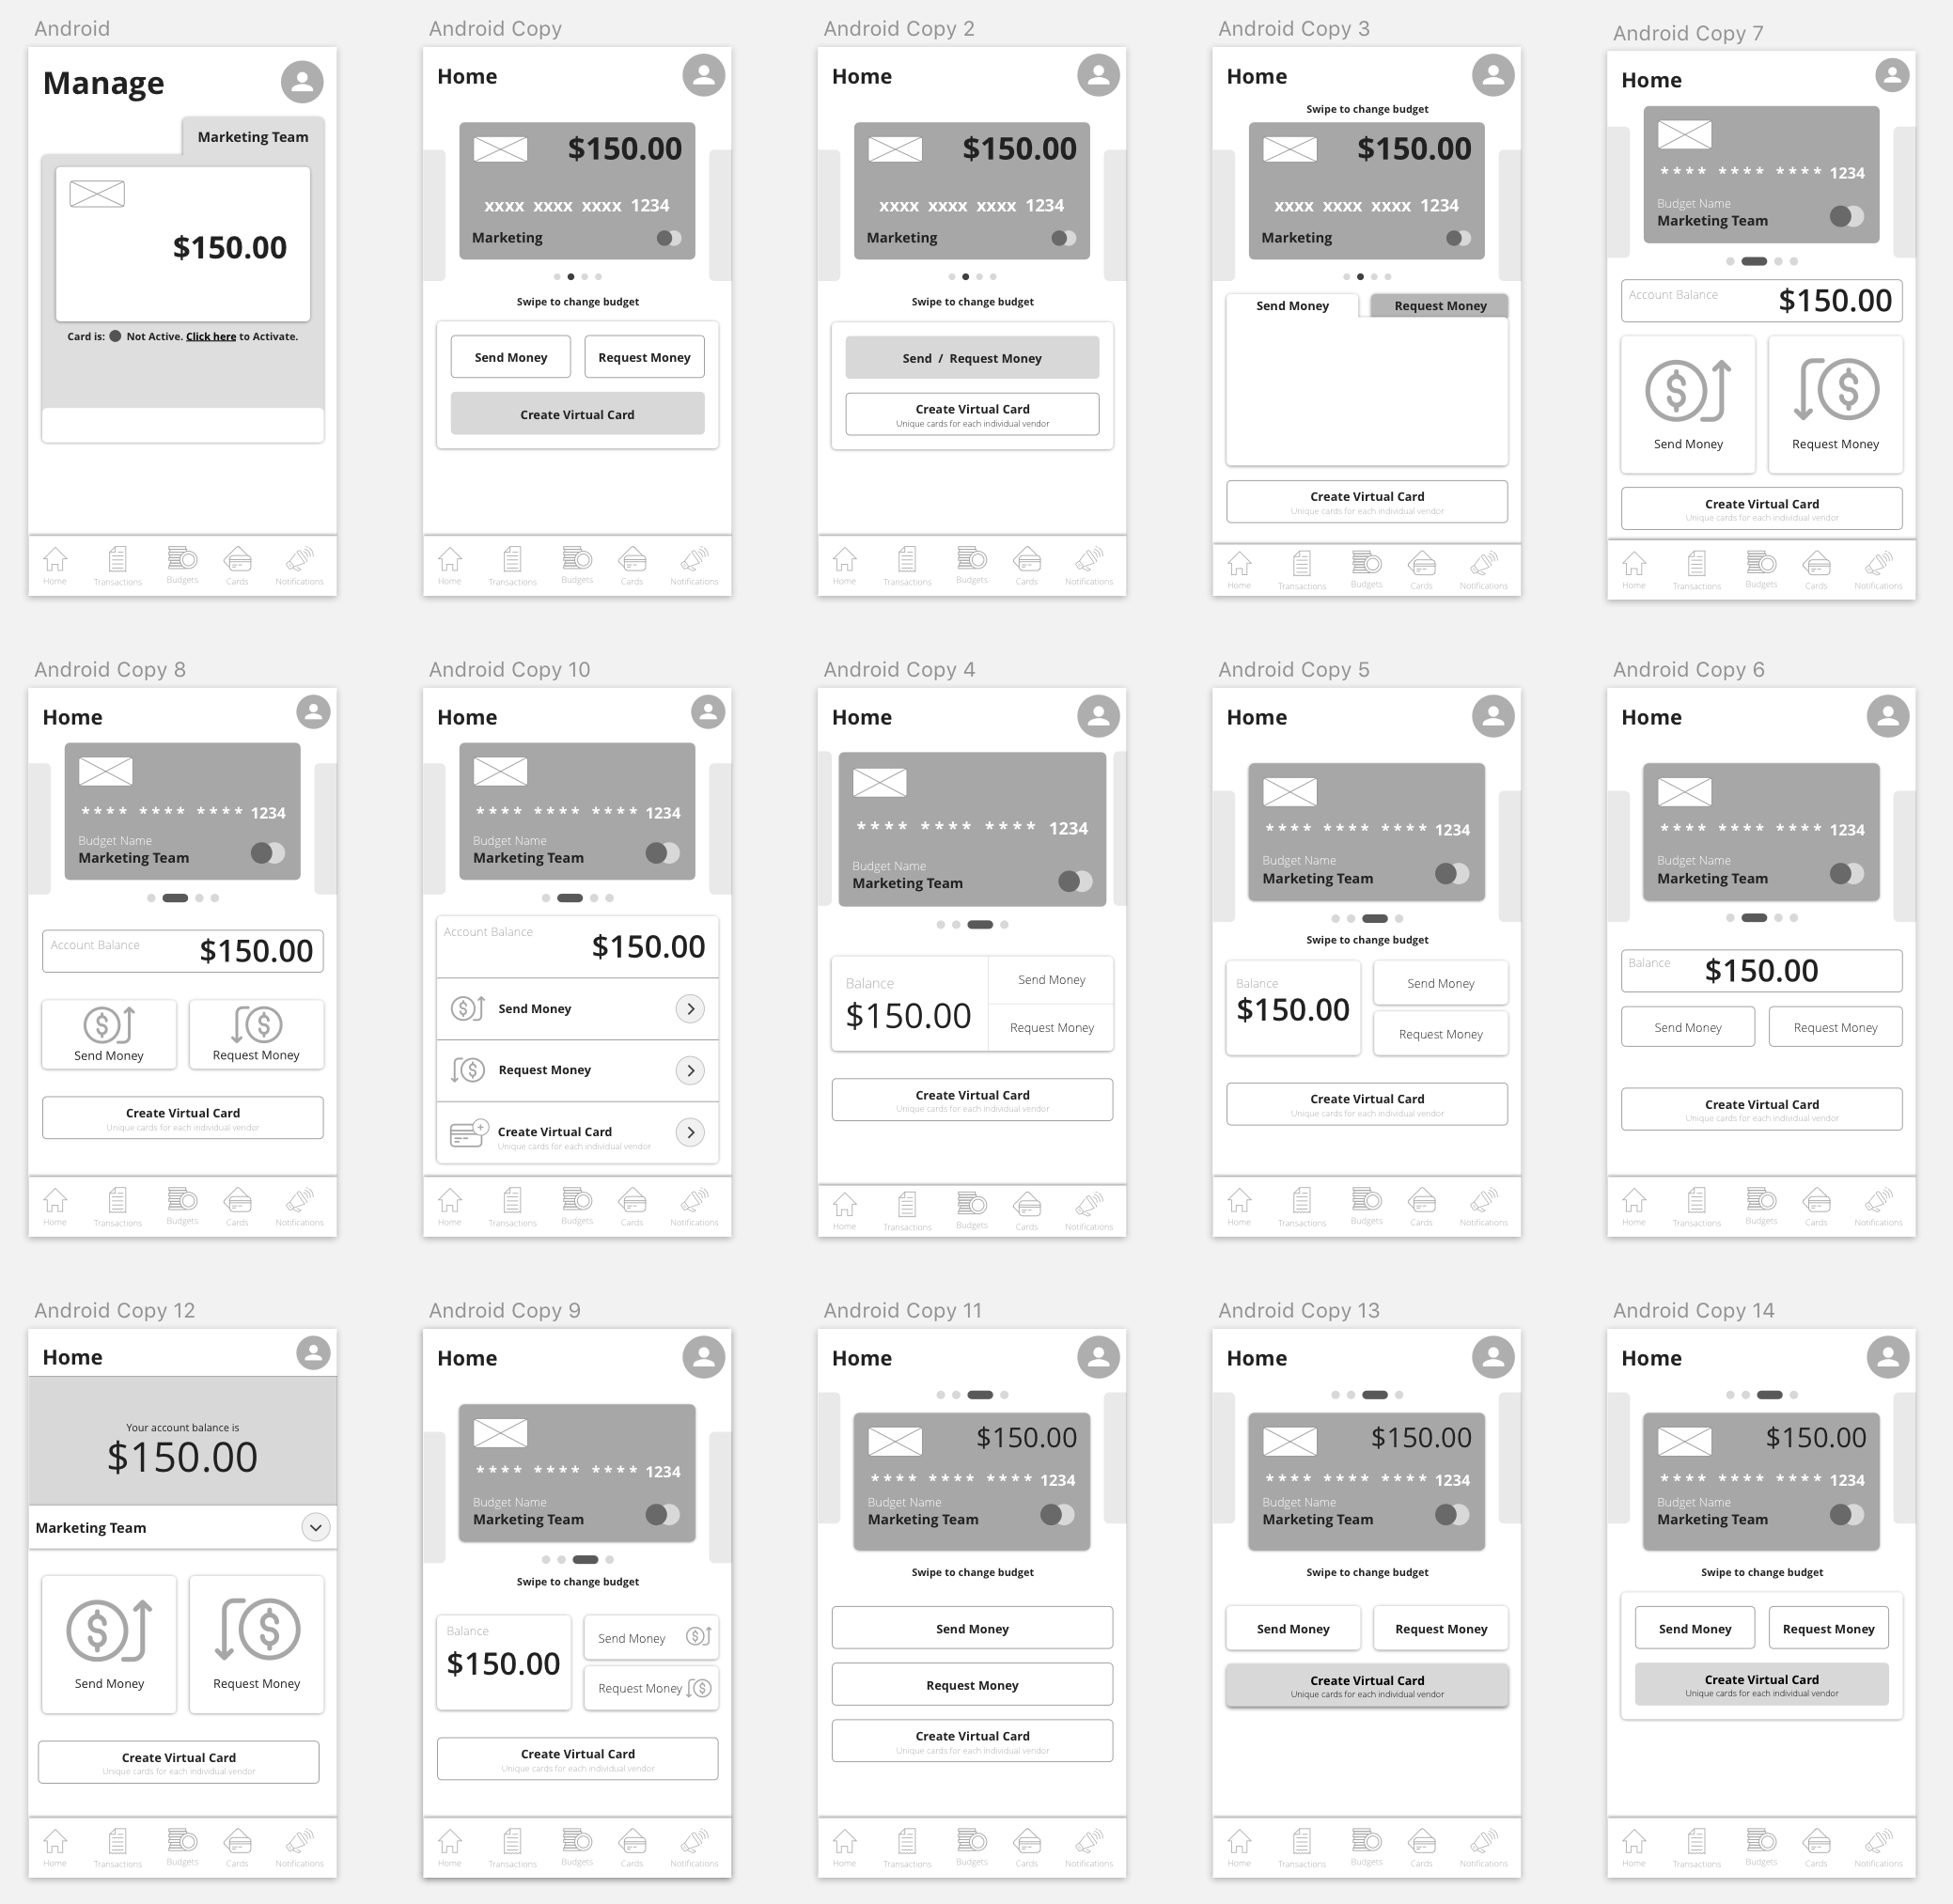 Android
Manage
Marketing Team
$150.00
Card is: Not Active. Click here to Activate.
Home Transactions Budgets Cards Notifications
Android Copy
Home
$150.00
xxxx xxxx xxxx 1234
Marketing
Swipe to change budget
Send Money Request Money
Create Virtual Card
Home Transactions Budgets Cards Notifications
Android Copy 2
Home
$150.00
xxxx xxxx xxxx 1234
Marketing
Swipe to change budget
Send / Request Money
Create Virtual Card
Unique cards for each individual vendor
Home Transactions Budgets Cards Notifications
Android Copy 3
Home
Swipe to change budget
$150.00
xxxx xxxx xxxx 1234
Marketing
Send Money Request Money
Create Virtual Card
Unique cards for each individual vendor
Home Transactions Budgets Cards Notifications
Android Copy 7
Home
**** **** **** 1234
Budget Name
Marketing Team
Account Balance $150.00
Send Money Request Money
Create Virtual Card
Unique cards for each individual vendor
Home Transactions Budgets Cards Notifications
Android Copy 8
Home
**** **** **** 1234
Budget Name
Marketing Team
Account Balance $150.00
Send Money Request Money
Create Virtual Card
Unique cards for each individual vendor
Home Transactions Budgets Cards Notifications
Android Copy 10
Home
**** **** **** 1234
Budget Name
Marketing Team
Account Balance $150.00
Send Money
Request Money
Create Virtual Card
Unique cards for each individual vendor
Home Transactions Budgets Cards Notifications
Android Copy 4
Home
**** **** **** 1234
Budget Name
Marketing Team
Balance
$150.00
Send Money
Request Money
Create Virtual Card
Unique cards for each individual vendor
Home Transactions Budgets Cards Notifications
Android Copy 5
Home
**** **** **** 1234
Budget Name
Marketing Team
Swipe to change budget
Balance
$150.00
Send Money
Request Money
Create Virtual Card
Unique cards for each individual vendor
Home Transactions Budgets Cards Notifications
Android Copy 6
Home
**** **** **** 1234
Budget Name
Marketing Team
Balance $150.00
Send Money Request Money
Create Virtual Card
Unique cards for each individual vendor
Home Transactions Budgets Cards Notifications
Android Copy 12
Home
Your account balance is
$150.00
Marketing Team
Send Money Request Money
Create Virtual Card
Unique cards for each individual vendor
Home Transactions Budgets Cards Notifications
Android Copy 9
Home
**** **** **** 1234
Budget Name
Marketing Team
Swipe to change budget
Balance
$150.00
Send Money
Request Money
Create Virtual Card
Unique cards for each individual vendor
Home Transactions Budgets Cards Notifications
Android Copy 11
Home
$150.00
**** **** **** 1234
Budget Name
Marketing Team
Swipe to change budget
Send Money
Request Money
Create Virtual Card
Unique cards for each individual vendor
Home Transactions Budgets Cards Notifications
Android Copy 13
Home
$150.00
**** **** **** 1234
Budget Name
Marketing Team
Swipe to change budget
Send Money Request Money
Create Virtual Card
Unique cards for each individual vendor
Home Transactions Budgets Cards Notifications
Android Copy 14
Home
$150.00
**** **** **** 1234
Budget Name
Marketing Team
Swipe to change budget
Send Money Request Money
Create Virtual Card
Unique cards for each individual vendor
Home Transactions Budgets Cards Notifications